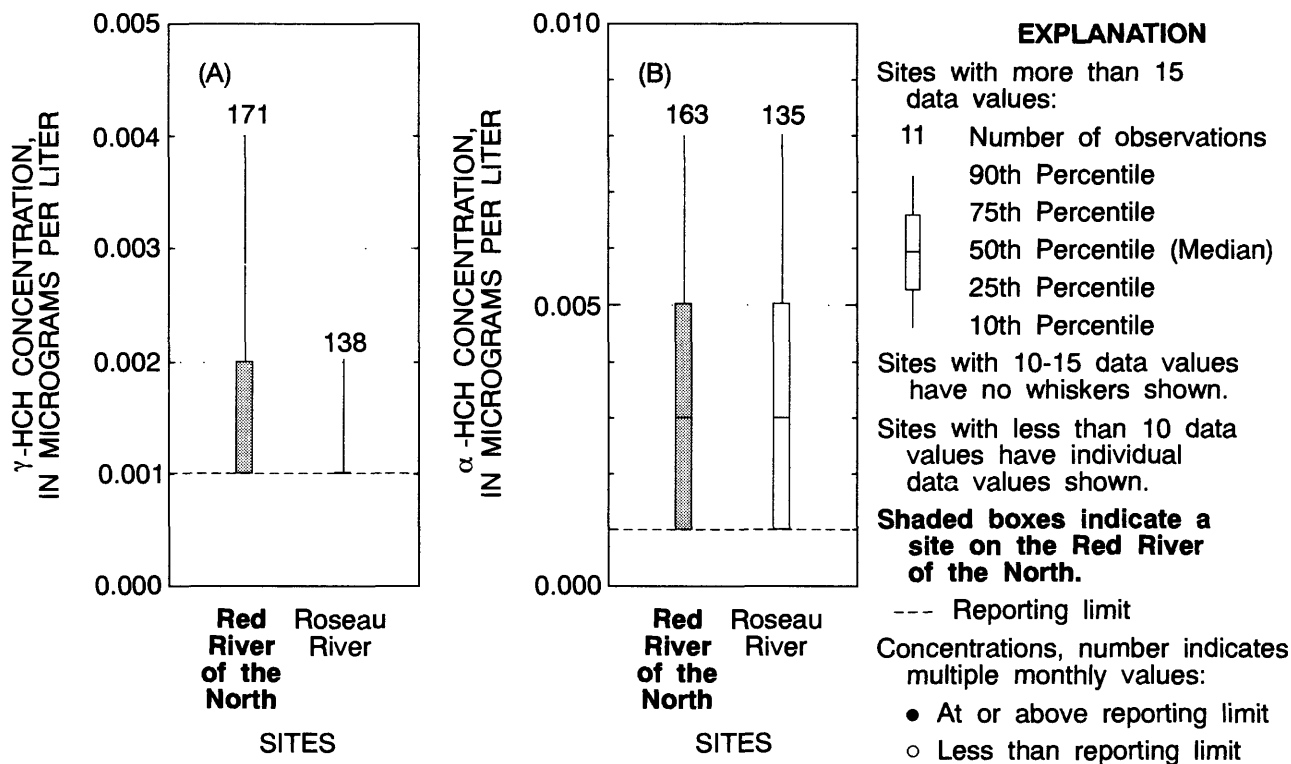 γ-HCH CONCENTRATION,
IN MICROGRAMS PER LITER
0.005
0.004
0.003
0.002
0.001
0.000
(A)
171
138
Red
River
of the
North
Roseau
River
SITES
α -HCH CONCENTRATION,
IN MICROGRAMS PER LITER
0.010
0.005
0.000
(B)
163
135
Red
River
of the
North
Roseau
River
SITES
EXPLANATION
Sites with more than 15
data values:
11 Number of observations
90th Percentile
75th Percentile
50th Percentile (Median)
25th Percentile
10th Percentile
Sites with 10-15 data values
have no whiskers shown.
Sites with less than 10 data
values have individual
data values shown.
Shaded boxes indicate a
site on the Red River
of the North.
--- Reporting limit
Concentrations, number indicates
multiple monthly values:
● At or above reporting limit
○ Less than reporting limit